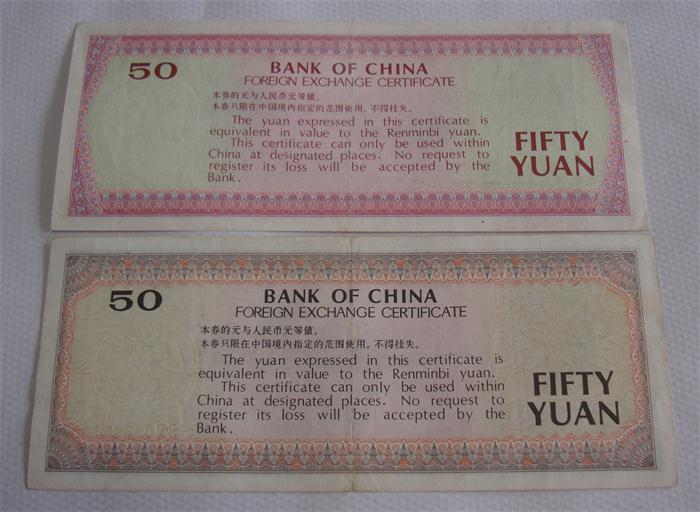 50
BANK OF CHINA
FOREIGN EXCHANGE CERTIFICATE
本券的元与人民币元等值。
本券只限在中国境内指定的范围使用，不得挂失。
The yuan expressed in this certificate is
equivalent in value to the Renminbi yuan.
This certificate can only be used within
China at designated places. No request to
register its loss will be accepted by the
Bank.
FIFTY
YUAN
50
BANK OF CHINA
FOREIGN EXCHANGE CERTIFICATE
本券的元与人民币元等值。
本券只限在中国境内指定的范围使用，不得挂失。
The yuan expressed in this certificate is
equivalent in value to the Renminbi yuan.
This certificate can only be used within
China at designated places. No request to
register its loss will be accepted by the
Bank.
FIFTY
YUAN